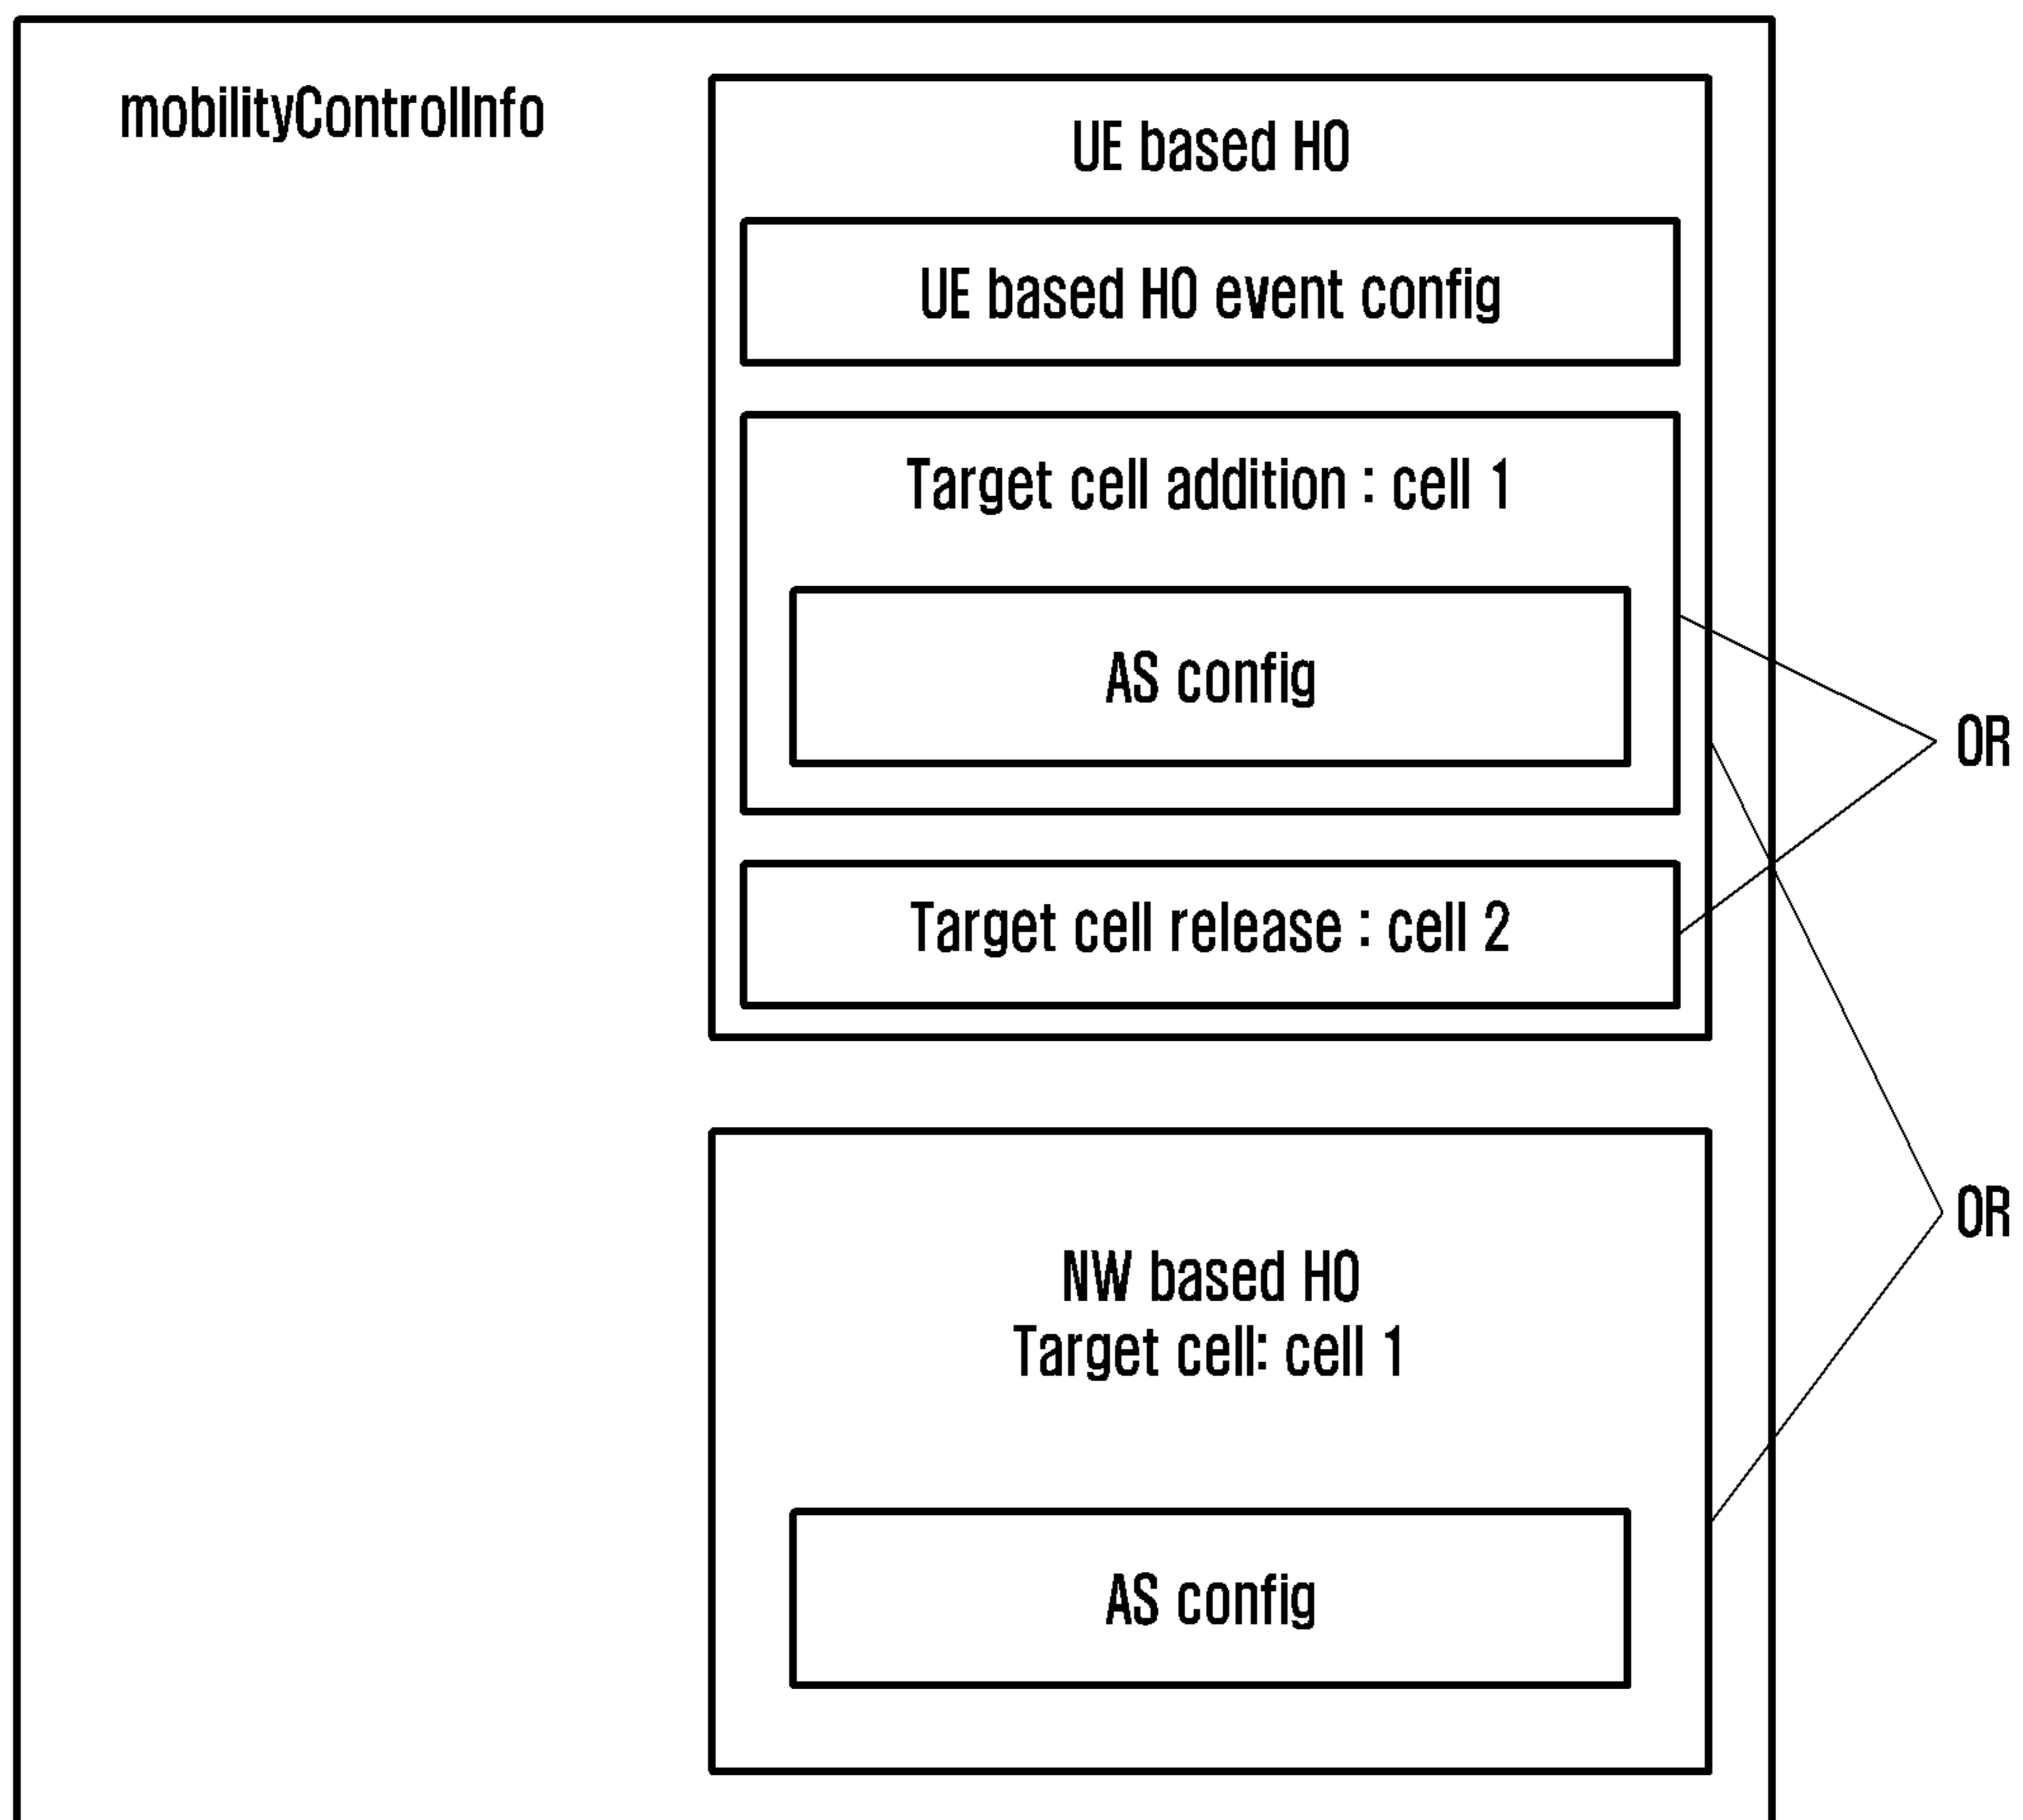 mobilityControlInfo
UE based HO
UE based HO event config
Target cell addition : cell 1
AS config
OR
Target cell release : cell 2
OR
NW based HO
Target cell: cell 1
AS config